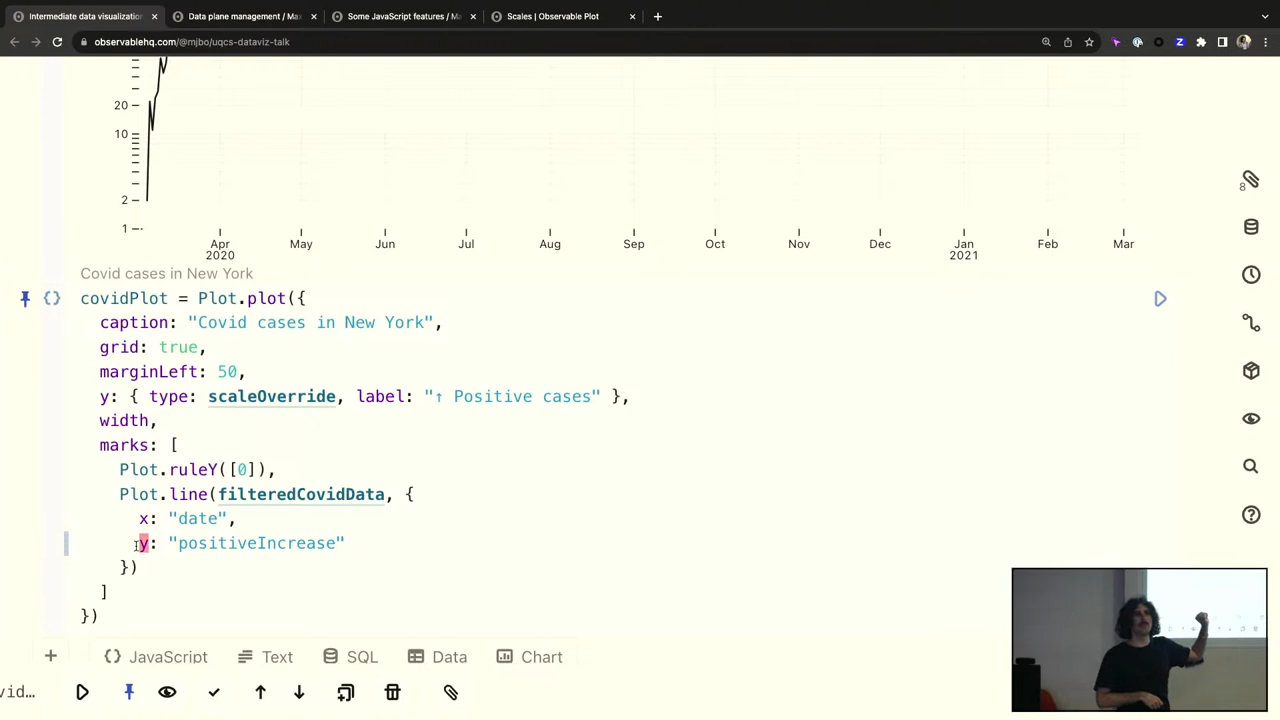 Intermediate data visualizatio
Data plane management / Ma
Some JavaScript features / M
Scales | Observable Plot
observablehq.com/@mjbo/uqcs-dataviz-talk
20
10
2
1
Apr May Jun Jul Aug Sep Oct Nov Dec Jan Feb Mar
2020 2021
Covid cases in New York
8
covidPlot = Plot.plot({
caption: "Covid cases in New York",
grid: true,
marginLeft: 50,
y: { type: scaleOverride, label: "↑ Positive cases" },
width,
marks: [
Plot.ruleY([0]),
Plot.line(filteredCovidData, {
x: "date",
y: "positiveIncrease"
})
]
})
+ JavaScript Text SQL Data Chart
vid...